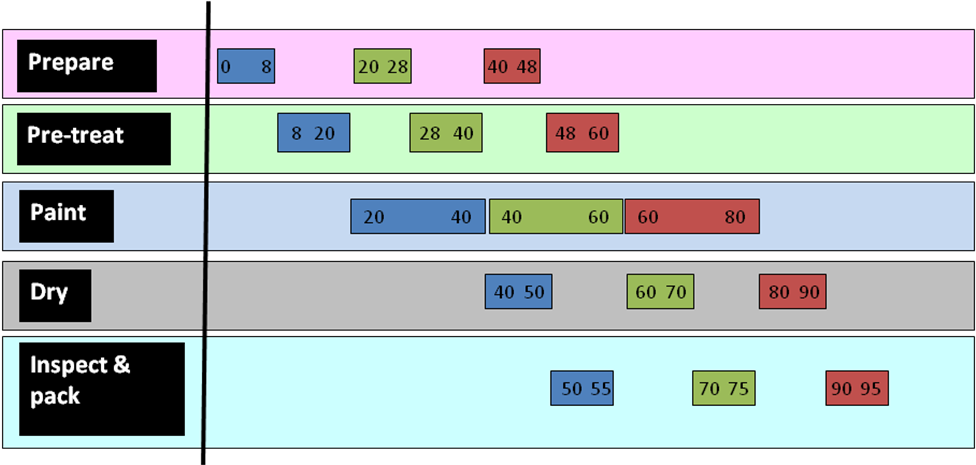 Prepare
0 8 20 28 40 48
Pre-treat
8 20 28 40 48 60
Paint
20 40 40 60 60 80
Dry
40 50 60 70 80 90
Inspect &
pack
50 55 70 75 90 95